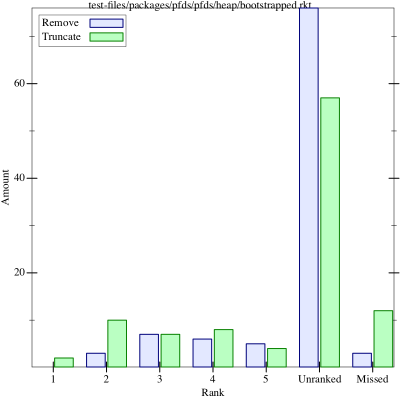 test-files/packages/pfds/pfds/heap/bootstrapped.rkt
Remove
Truncate
60
40
20
Amount
1 2 3 4 5 Unranked Missed
Rank